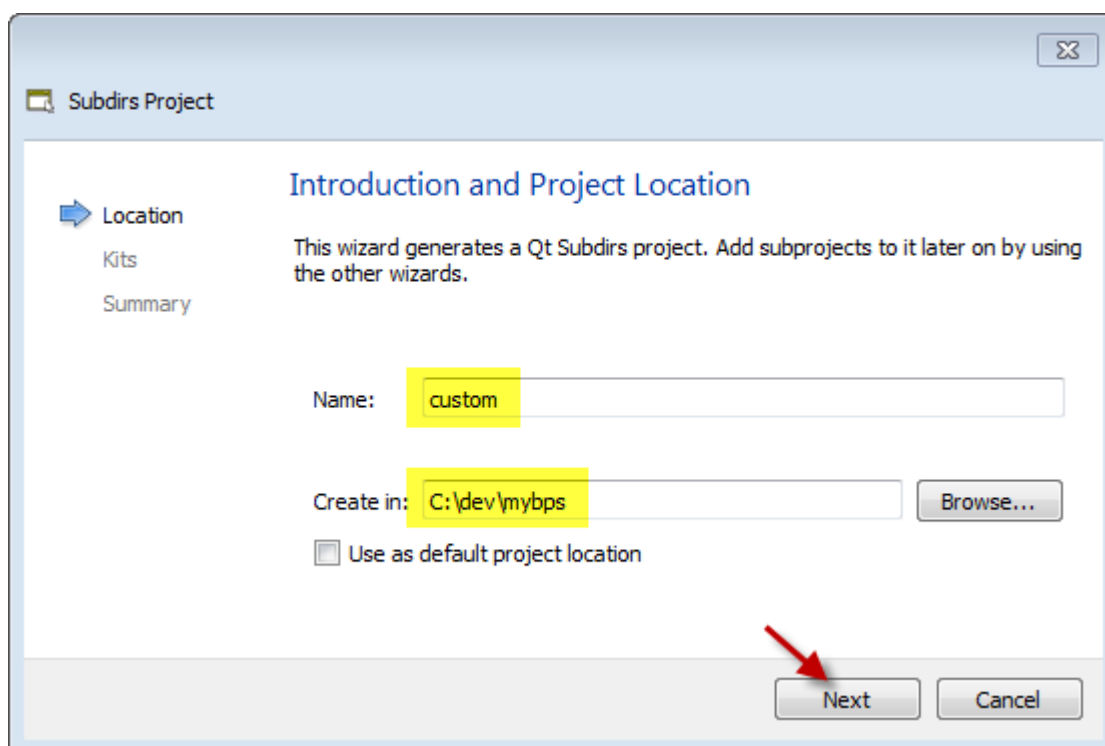 Subdirs Project
Introduction and Project Location
Location
Kits
Summary
This wizard generates a Qt Subdirs project. Add subprojects to it later on by using
the other wizards.
Name: custom
Create in: C:\dev\mybps Browse...
Use as default project location
Next Cancel